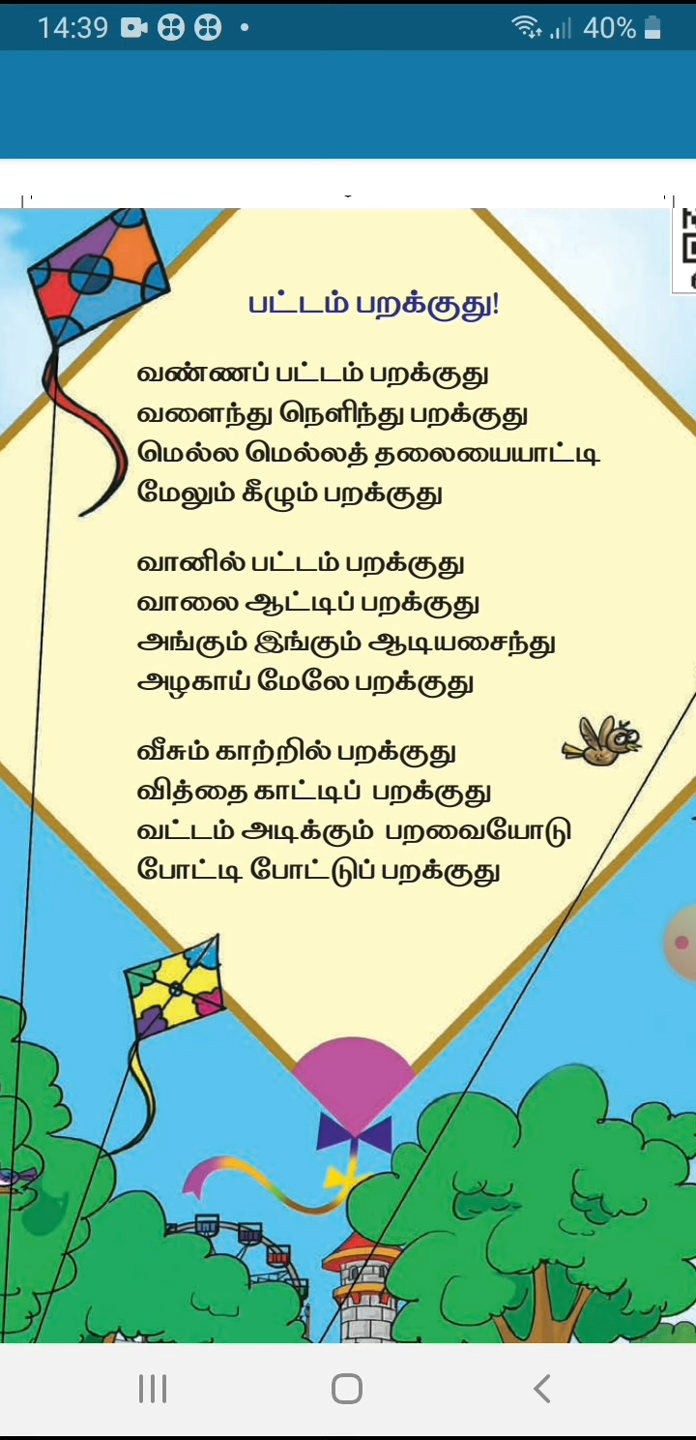 14:39
40%
பட்டம் பறக்குது!
வண்ணப் பட்டம் பறக்குது
வளைந்து நெளிந்து பறக்குது
மெல்ல மெல்லத் தலையையாட்டி
மேலும் கீழும் பறக்குது
வானில் பட்டம் பறக்குது
வாலை ஆட்டிப் பறக்குது
அங்கும் இங்கும் ஆடியசைந்து
அழகாய் மேலே பறக்குது
வீசும் காற்றில் பறக்குது
வித்தை காட்டிப் பறக்குது
வட்டம் அடிக்கும் பறவையோடு
போட்டி போட்டுப் பறக்குது